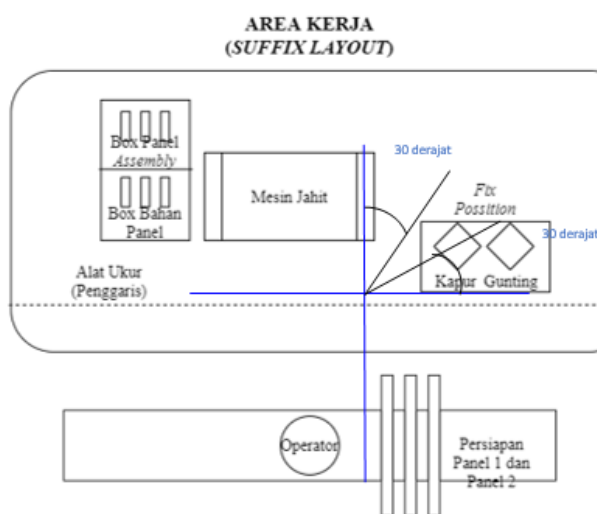 AREA KERJA
(SUFFIX LAYOUT)
Box Panel
Assembly
Box Bahan
Panel
Mesin Jahit
30 derajat
Fix
Possition
30 derajat
Kapur Gunting
Alat Ukur
(Penggaris)
Operator
Persiapan
Panel 1 dan
Panel 2